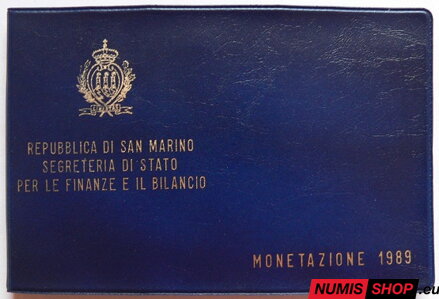 REPUBBLICA DI SAN MARINO
SEGRETERIA DI STATO
PER LE FINANZE E IL BILANCIO
MONETAZIONE 1989
NUMIS SHOP.eu